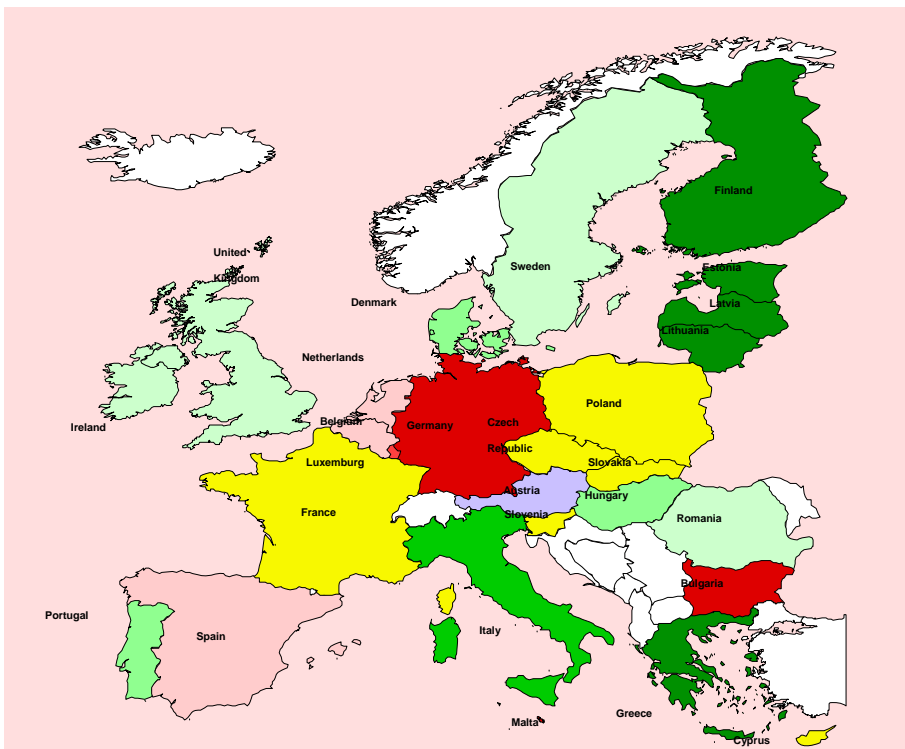 Finland
United
Kingdom
Sweden
Estonia
Denmark
Latvia
Lithuania
Netherlands
Poland
Belgium
Germany
Czech
Republic
Ireland
Luxemburg
Slovakia
Austria
Hungary
France
Slovenia
Romania
Bulgaria
Portugal
Spain
Italy
Greece
Malta
Cyprus